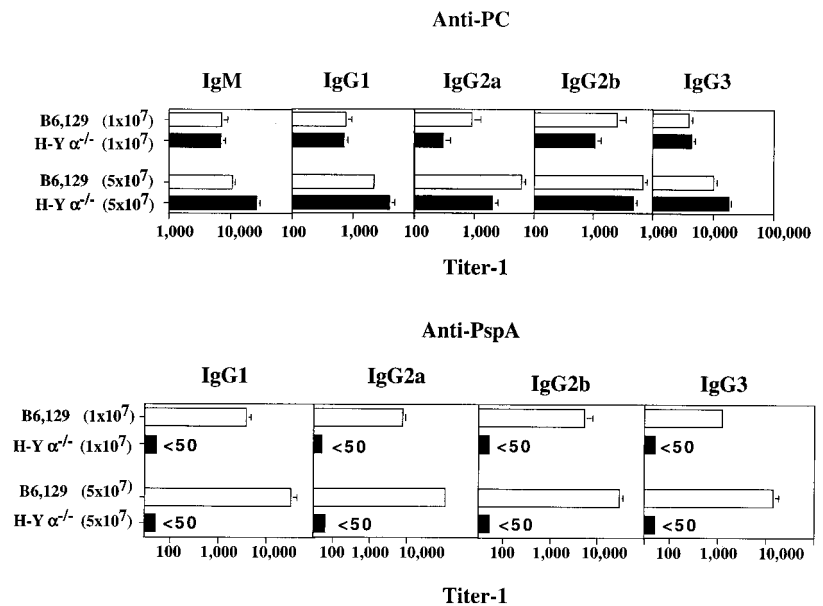 Anti-PC
IgM IgG1 IgG2a IgG2b IgG3
B6,129 (1x10⁷)
H-Y α⁻/⁻ (1x10⁷)
B6,129 (5x10⁷)
H-Y α⁻/⁻ (5x10⁷)
1,000 10,000 100 1,000 100 1,000 100 1,000 1,000 10,000 100,000
Titer-1
Anti-PspA
IgG1 IgG2a IgG2b IgG3
B6,129 (1x10⁷)
H-Y α⁻/⁻ (1x10⁷) <50 <50 <50 <50
B6,129 (5x10⁷)
H-Y α⁻/⁻ (5x10⁷) <50 <50 <50 <50
100 10,000 100 1,000 10,000 100 10,000 100 1,000 10,000
Titer-1